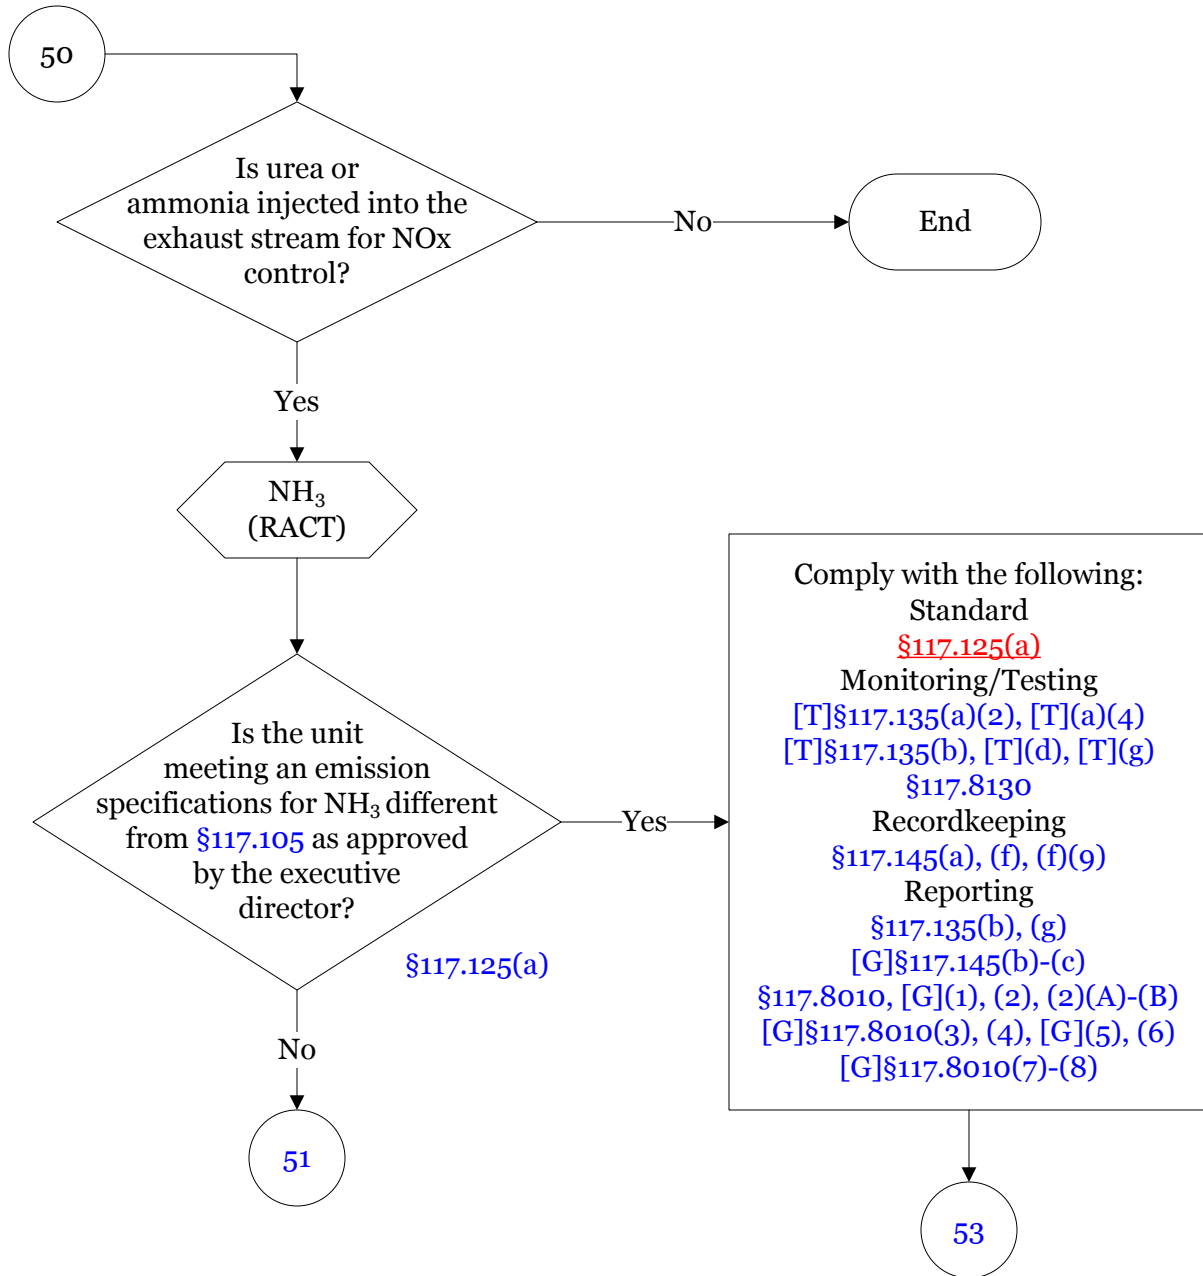 50
Is urea or
ammonia injected into the
exhaust stream for NOx
control?
No
End
Yes
NH₃
(RACT)
Is the unit
meeting an emission
specifications for NH₃ different
from §117.105 as approved
by the executive
director?
§117.125(a)
Yes
Comply with the following:
Standard
§117.125(a)
Monitoring/Testing
[T]§117.135(a)(2), [T](a)(4)
[T]§117.135(b), [T](d), [T](g)
§117.8130
Recordkeeping
§117.145(a), (f), (f)(9)
Reporting
§117.135(b), (g)
[G]§117.145(b)-(c)
§117.8010, [G](1), (2), (2)(A)-(B)
[G]§117.8010(3), (4), [G](5), (6)
[G]§117.8010(7)-(8)
No
51
53